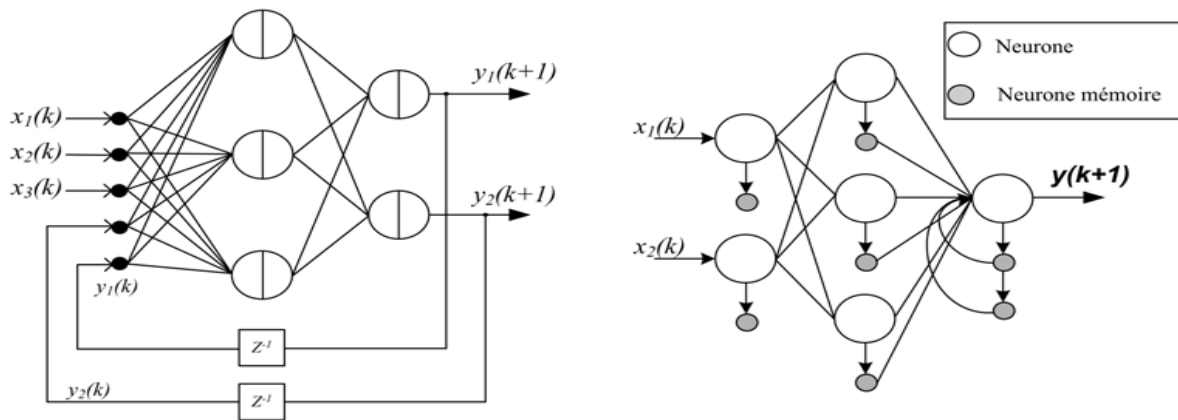 y₁(k+1)
x₁(k)
x₂(k)
x₃(k)
y₂(k+1)
y₁(k)
Z⁻¹
y₂(k)
Z⁻¹
Neurone
Neurone mémoire
x₁(k)
y(k+1)
x₂(k)